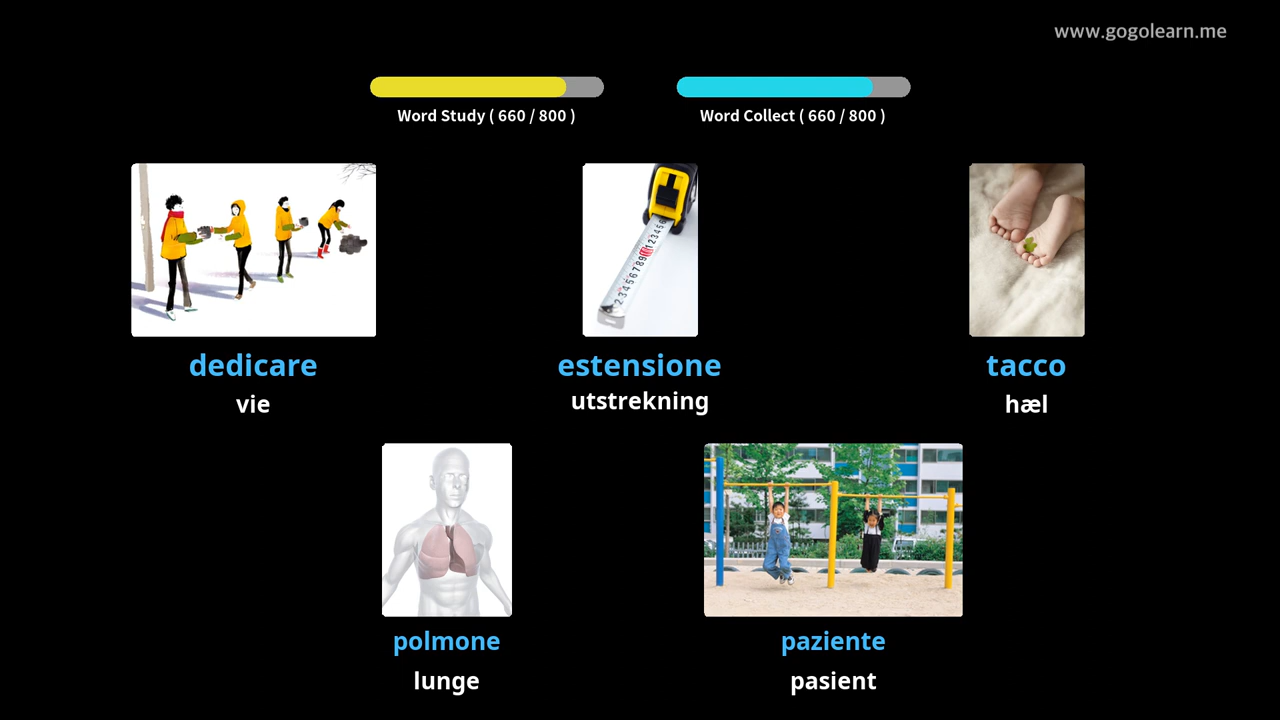 www.gogolearn.me
Word Study ( 660 / 800 )
Word Collect ( 660 / 800 )
dedicare
vie
estensione
utstrekning
tacco
hæl
polmone
lunge
paziente
pasient